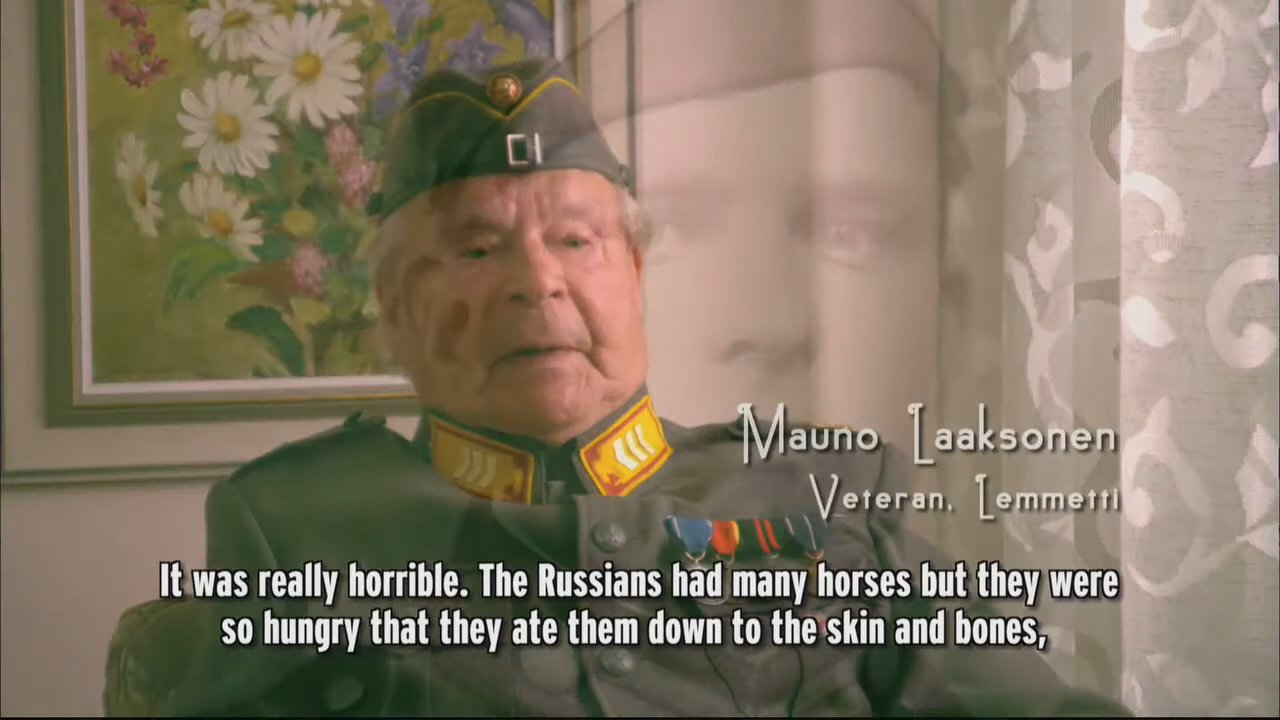 Mauno Laaksonen
Veteran, Lemmetti
It was really horrible. The Russians had many horses but they were
so hungry that they ate them down to the skin and bones,